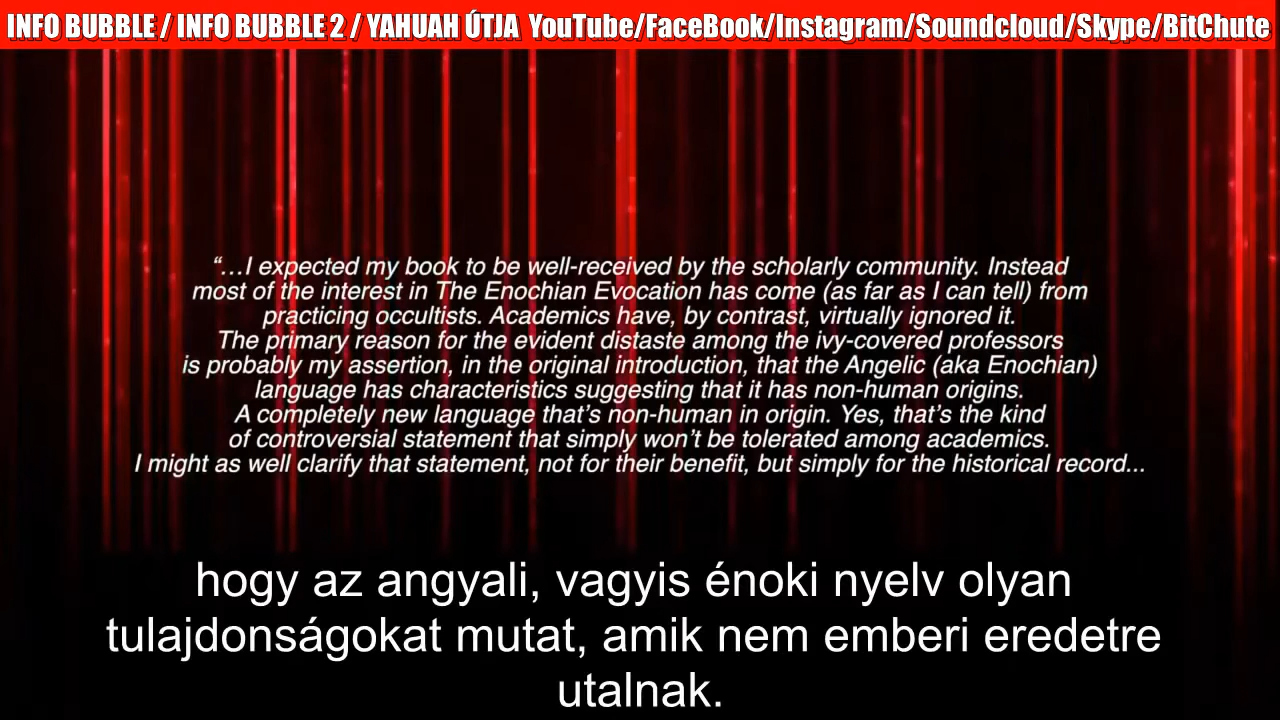 INFO BUBBLE / INFO BUBBLE 2 / YAHUAH ÚTJA YouTube/FaceBook/Instagram/Soundcloud/Skype/BitChute
“…I expected my book to be well-received by the scholarly community. Instead
most of the interest in The Enochian Evocation has come (as far as I can tell) from
practicing occultists. Academics have, by contrast, virtually ignored it.
The primary reason for the evident distaste among the ivy-covered professors
is probably my assertion, in the original introduction, that the Angelic (aka Enochian)
language has characteristics suggesting that it has non-human origins.
A completely new language that’s non-human in origin. Yes, that’s the kind
of controversial statement that simply won’t be tolerated among academics.
I might as well clarify that statement, not for their benefit, but simply for the historical record...
hogy az angyali, vagyis énoki nyelv olyan
tulajdonságokat mutat, amik nem emberi eredetre
utalnak.